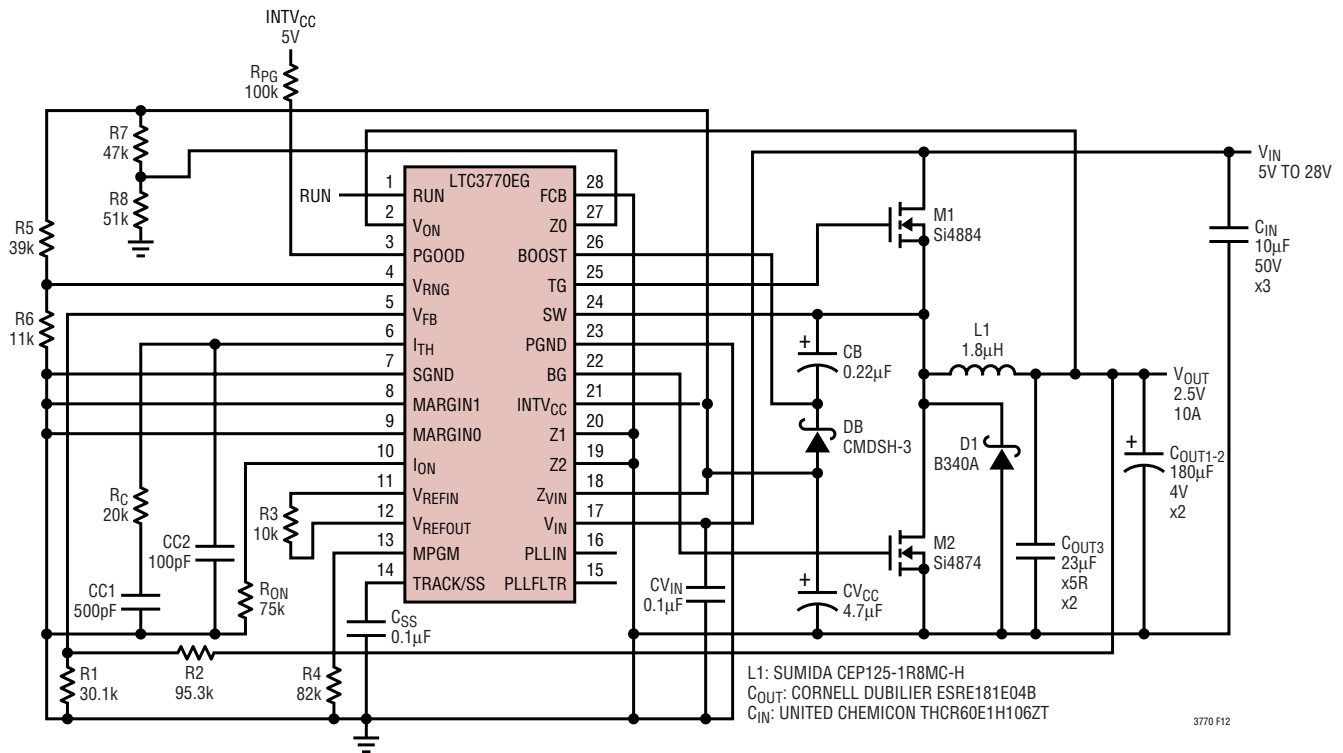 INTVCC
5V
RPG
100k
R7
47k
R8
51k
R5
39k
R6
11k
RUN
LTC3770EG
1 RUN
2 VON
3 PGOOD
4 VRNG
5 VFB
6 ITH
7 SGND
8 MARGIN1
9 MARGIN0
10 ION
11 VREFIN
12 VREFOUT
13 MPGM
14 TRACK/SS
FCB 28
Z0 27
BOOST 26
TG 25
SW 24
PGND 23
BG 22
INTVCC 21
Z1 20
Z2 19
ZVIN 18
VIN 17
PLLIN 16
PLLFLTR 15
RC
20k
CC2
100pF
CC1
500pF
RON
75k
R3
10k
CSS
0.1µF
R1
30.1k
R2
95.3k
R4
82k
M1
Si4884
VIN
5V TO 28V
CIN
10µF
50V
x3
+
CB
0.22µF
L1
1.8µH
VOUT
2.5V
10A
DB
CMDSH-3
D1
B340A
+
COUT1-2
180µF
4V
x2
M2
Si4874
COUT3
23µF
x5R
x2
CVIN
0.1µF
+
CVCC
4.7µF
L1: SUMIDA CEP125-1R8MC-H
COUT: CORNELL DUBILIER ESRE181E04B
CIN: UNITED CHEMICON THCR60E1H106ZT
3770 F12